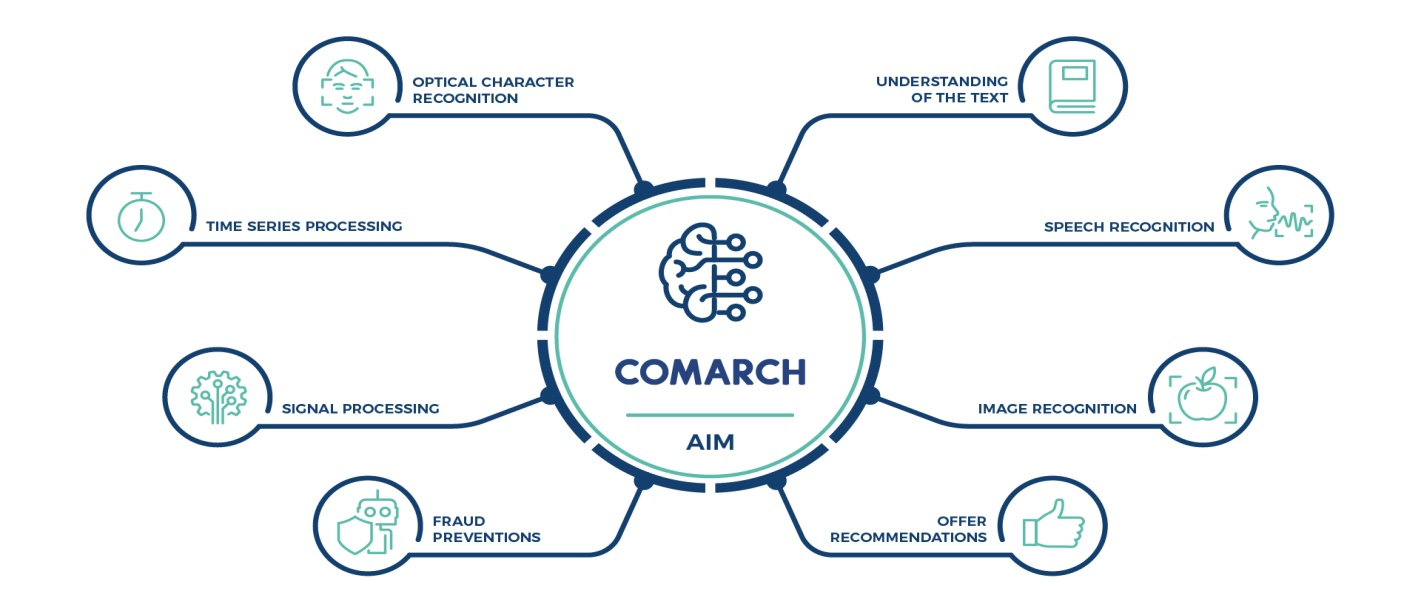 OPTICAL CHARACTER
RECOGNITION
UNDERSTANDING
OF THE TEXT
TIME SERIES PROCESSING
SPEECH RECOGNITION
COMARCH
AIM
SIGNAL PROCESSING
IMAGE RECOGNITION
FRAUD
PREVENTIONS
OFFER
RECOMMENDATIONS